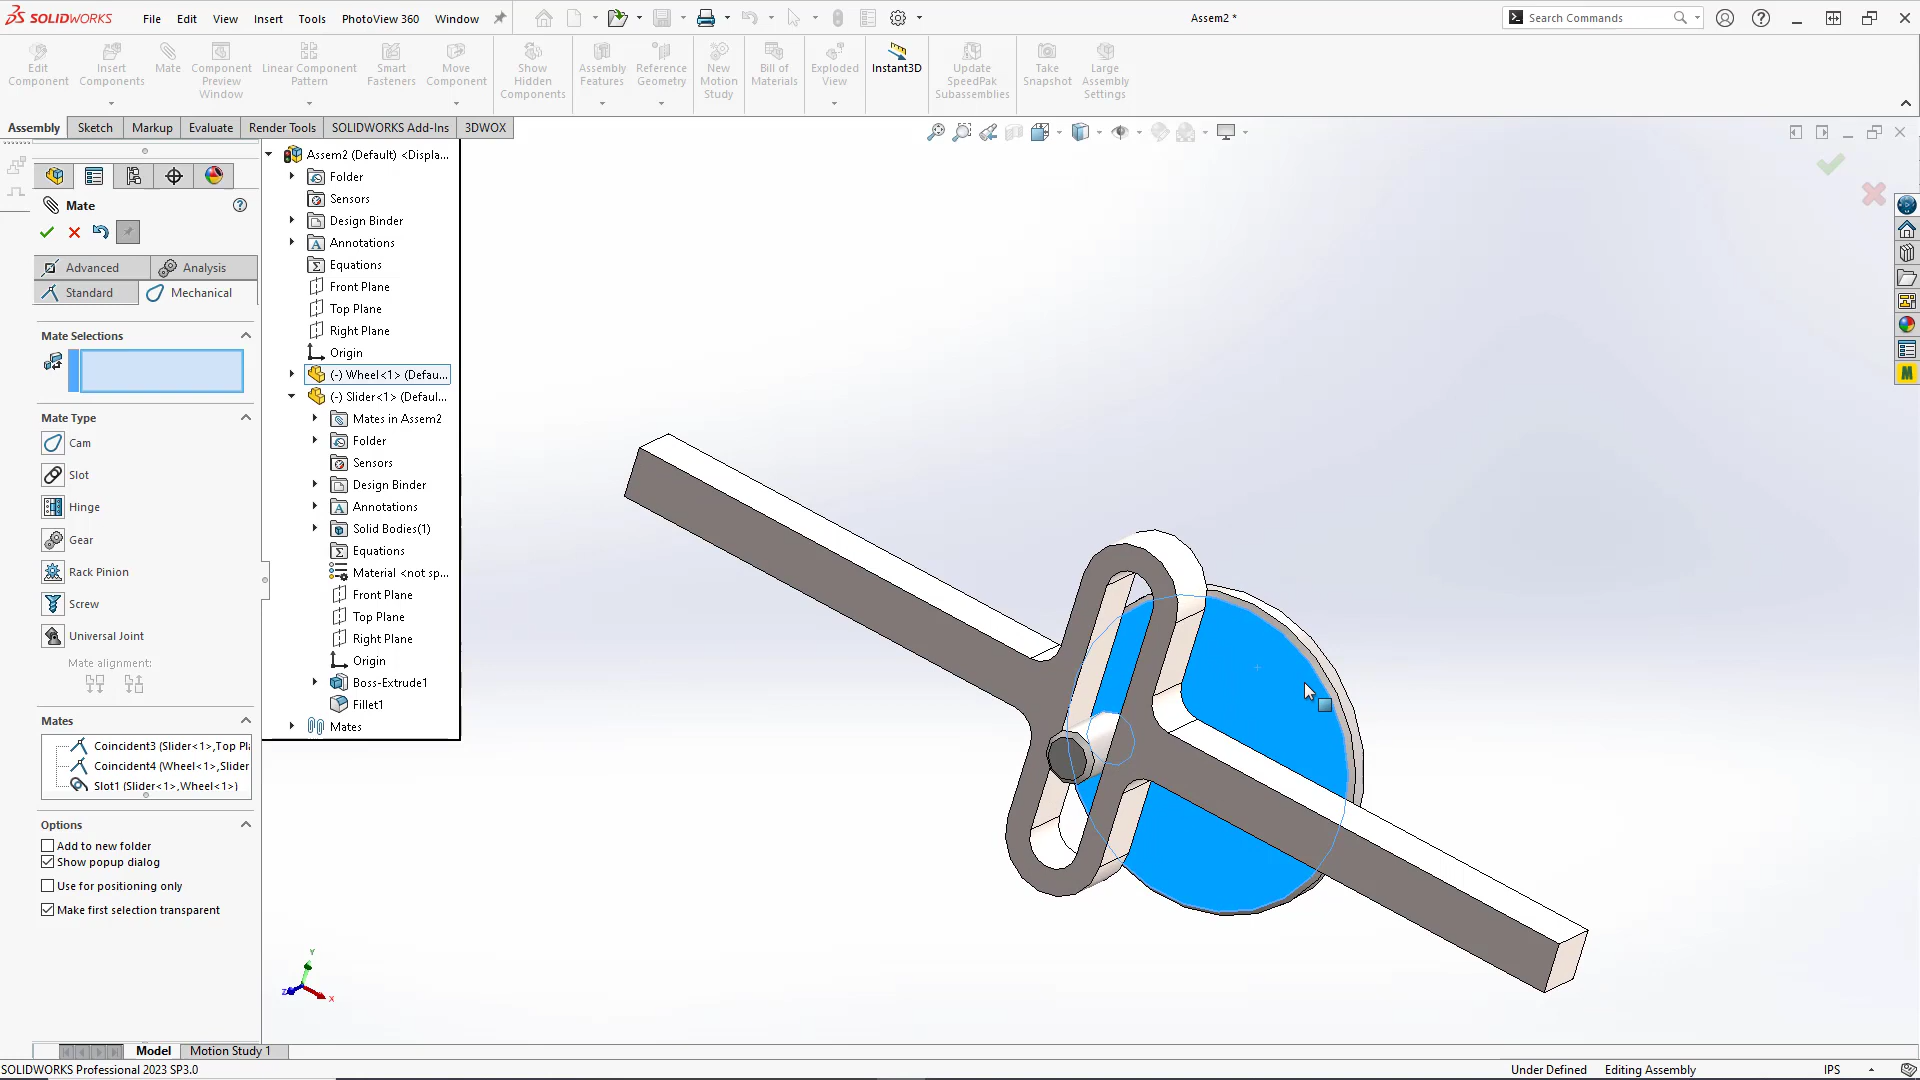 SOLIDWORKS
File Edit View Insert Tools PhotoView 360 Window
Assem2 *
Search Commands
Edit Component
Insert Components
Mate
Component Preview Window
Linear Component Pattern
Smart Fasteners
Move Component
Show Hidden Components
Assembly Features
Reference Geometry
New Motion Study
Bill of Materials
Exploded View
Instant3D
Update SpeedPak Subassemblies
Take Snapshot
Large Assembly Settings
Assembly Sketch Markup Evaluate Render Tools SOLIDWORKS Add-Ins 3DWOX
Mate
Advanced Analysis
Standard Mechanical
Mate Selections
Mate Type
Cam
Slot
Hinge
Gear
Rack Pinion
Screw
Universal Joint
Mate alignment:
Mates
Coincident3 (Slider<1>,Top Pl
Coincident4 (Wheel<1>,Slider
Slot1 (Slider<1>,Wheel<1>)
Options
Add to new folder
Show popup dialog
Use for positioning only
Make first selection transparent
Assem2 (Default) <Displa...
Folder
Sensors
Design Binder
Annotations
Equations
Front Plane
Top Plane
Right Plane
Origin
(-) Wheel<1> (Defau...
(-) Slider<1> (Defaul...
Mates in Assem2
Folder
Sensors
Design Binder
Annotations
Solid Bodies(1)
Equations
Material <not sp...
Front Plane
Top Plane
Right Plane
Origin
Boss-Extrude1
Fillet1
Mates
Y
Z
X
Model Motion Study 1
SOLIDWORKS Professional 2023 SP3.0
Under Defined Editing Assembly IPS